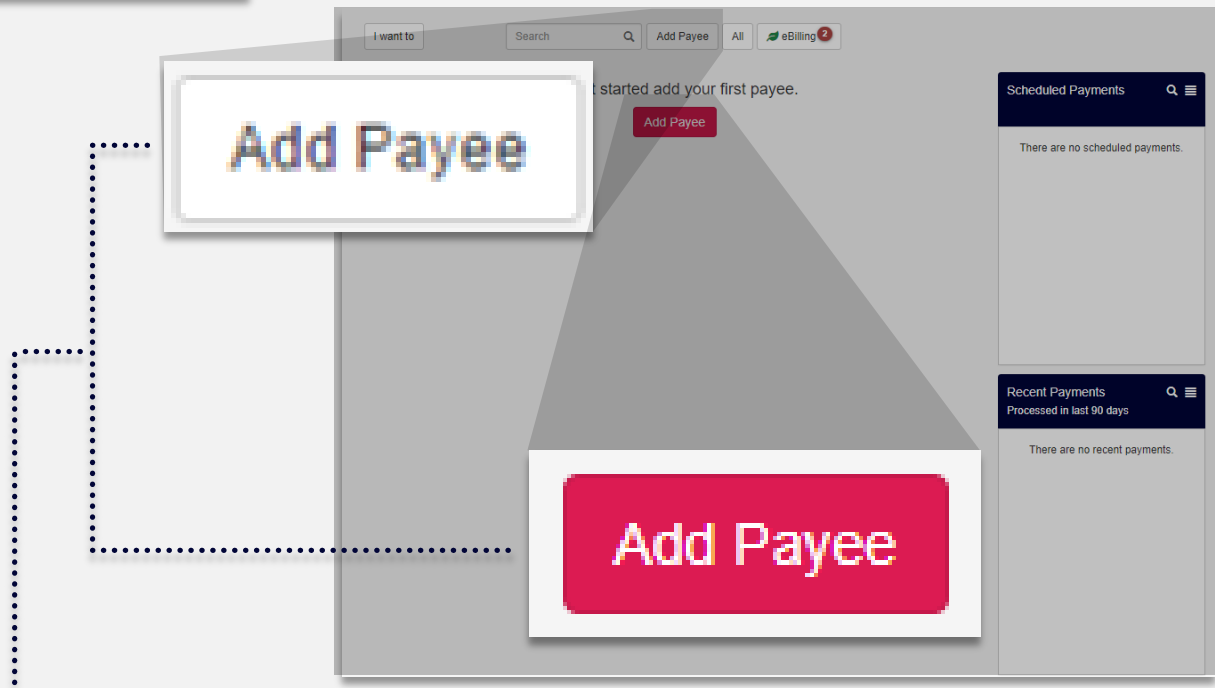 I want to
Search
Add Payee
All
eBilling 2
started add your first payee.
Add Payee
Add Payee
Add Payee
Scheduled Payments
There are no scheduled payments.
Recent Payments
Processed in last 90 days
There are no recent payments.